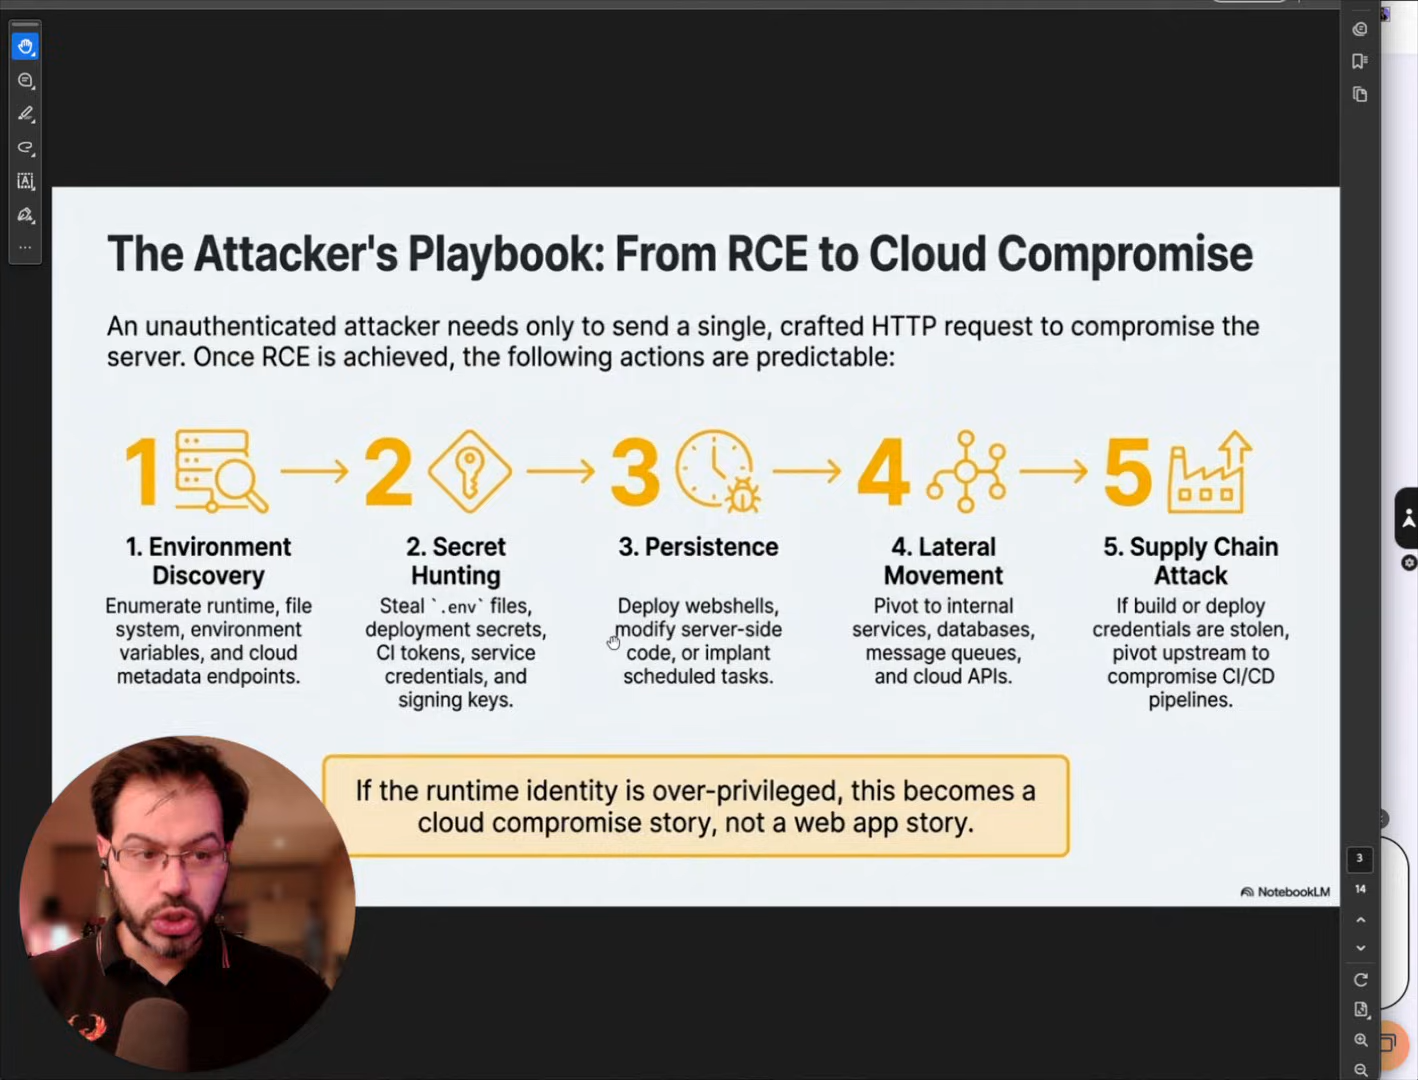 The Attacker's Playbook: From RCE to Cloud Compromise
An unauthenticated attacker needs only to send a single, crafted HTTP request to compromise the
server. Once RCE is achieved, the following actions are predictable:
1
2
3
4
5
1. Environment
Discovery
Enumerate runtime, file
system, environment
variables, and cloud
metadata endpoints.
2. Secret
Hunting
Steal `.env` files,
deployment secrets,
CI tokens, service
credentials, and
signing keys.
3. Persistence
Deploy webshells,
modify server-side
code, or implant
scheduled tasks.
4. Lateral
Movement
Pivot to internal
services, databases,
message queues,
and cloud APIs.
5. Supply Chain
Attack
If build or deploy
credentials are stolen,
pivot upstream to
compromise CI/CD
pipelines.
If the runtime identity is over-privileged, this becomes a
cloud compromise story, not a web app story.
NotebookLM
3
14